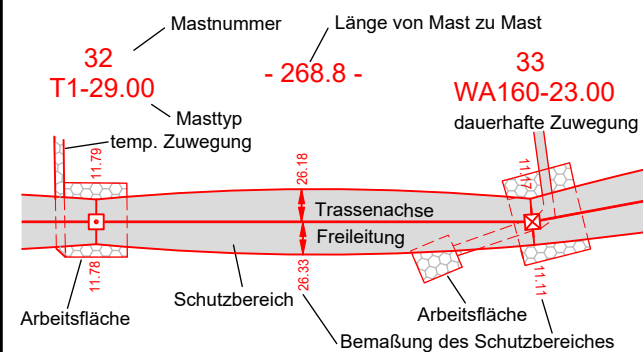 Mastnummer
Länge von Mast zu Mast
32
T1-29.00
- 268.8 -
33
WA160-23.00
Masttyp
temp. Zuwegung
dauerhafte Zuwegung
11.79
26.18
11.17
Trassenachse
Freileitung
11.78
26.33
11.11
Schutzbereich
Arbeitsfläche
Arbeitsfläche
Bemaßung des Schutzbereiches